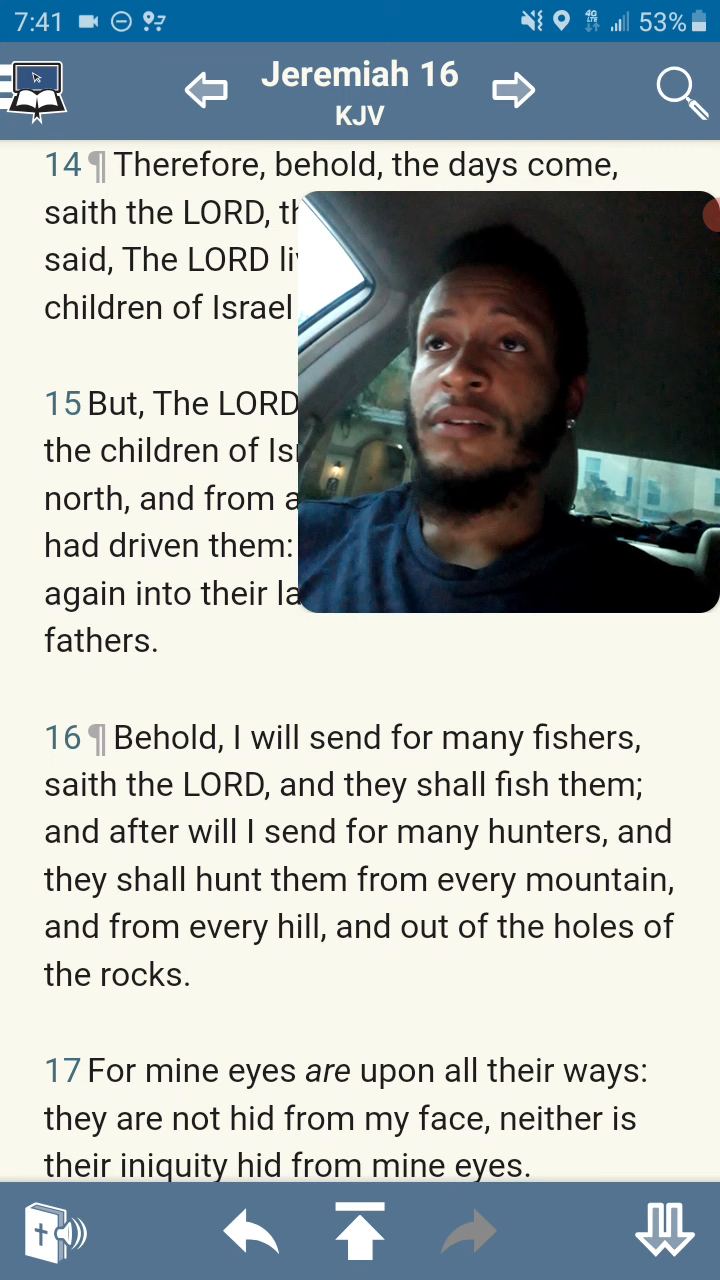 7:41
4G
LTE
53%
Jeremiah 16
KJV
14 ¶ Therefore, behold, the days come,
saith the LORD,
said, The LORD
children of Israel
15 But, The LORD
the children of
north, and from
had driven them:
again into their
fathers.
16 ¶ Behold, I will send for many fishers,
saith the LORD, and they shall fish them;
and after will I send for many hunters, and
they shall hunt them from every mountain,
and from every hill, and out of the holes of
the rocks.
17 For mine eyes are upon all their ways:
they are not hid from my face, neither is
their iniquity hid from mine eyes.